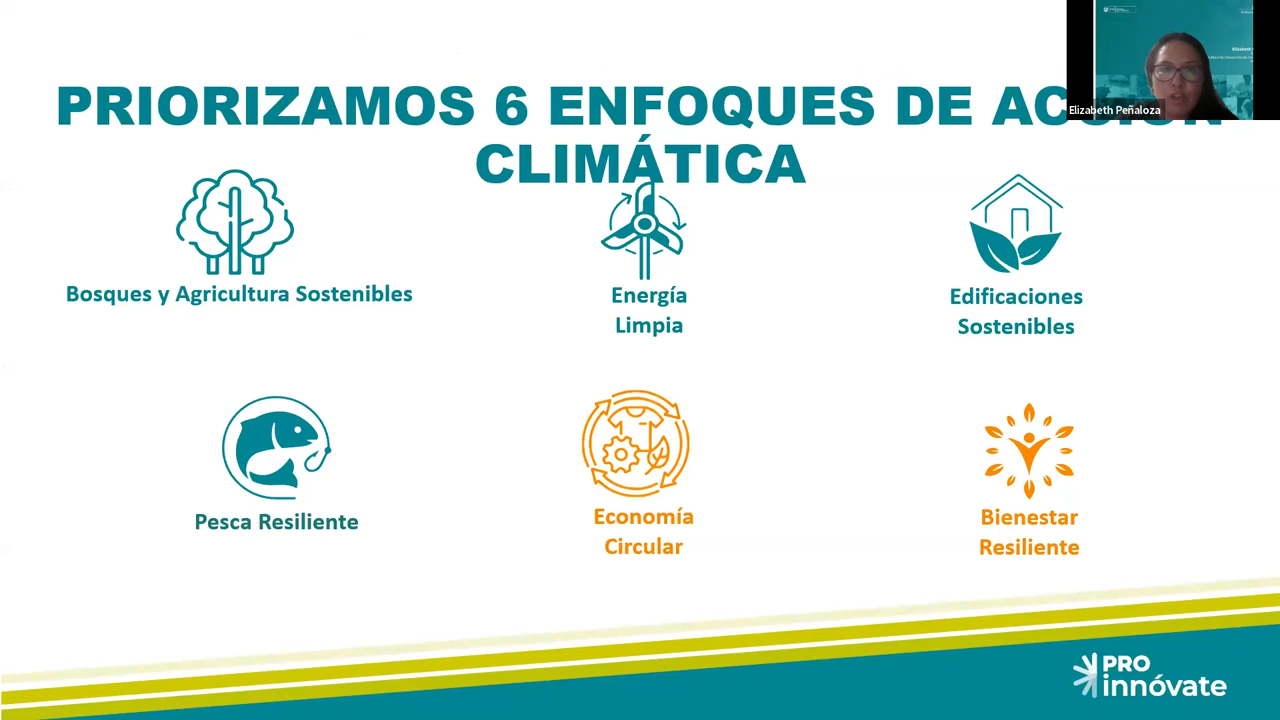 PRIORIZAMOS 6 ENFOQUES DE ACCIÓN
CLIMÁTICA
Elizabeth Peñaloza
Bosques y Agricultura Sostenibles
Energía
Limpia
Edificaciones
Sostenibles
Pesca Resiliente
Economía
Circular
Bienestar
Resiliente
PRO
innóvate